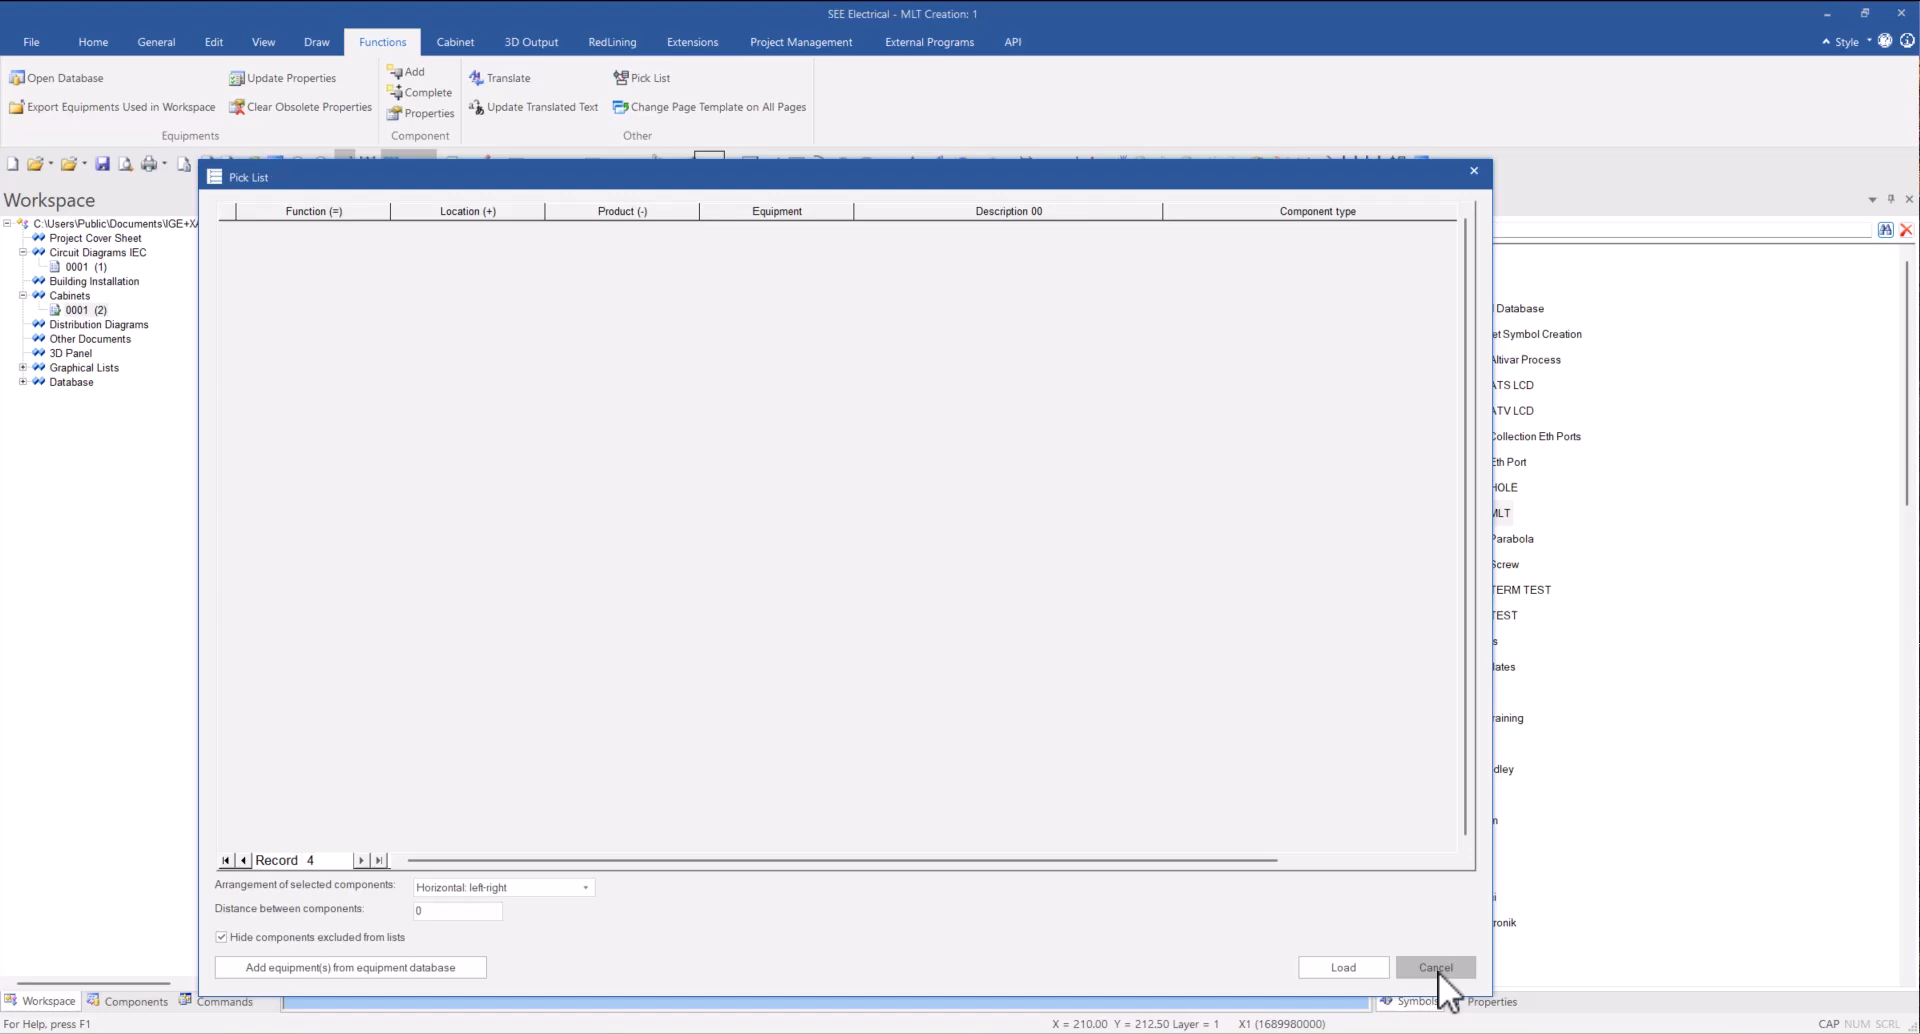 SEE Electrical - MLT Creation: 1
File Home General Edit View Draw Functions Cabinet 3D Output RedLining Extensions Project Management External Programs API Style
Open Database Update Properties Add Translate Pick List
Complete
Export Equipments Used in Workspace Clear Obsolete Properties Properties Update Translated Text Change Page Template on All Pages
Equipments Component Other
Pick List
Workspace
Function (=) Location (+) Product (-) Equipment Description 00 Component type
C:\Users\Public\Documents\IGE+XA
Project Cover Sheet
Circuit Diagrams IEC
0001 (1)
Building Installation
Cabinets
0001 (2)
Distribution Diagrams
Other Documents
3D Panel
Graphical Lists
Database
Database
et Symbol Creation
Altivar Process
ATS LCD
ATV LCD
Collection Eth Ports
Eth Port
HOLE
MLT
Parabola
Screw
TERM TEST
TEST
s
lates
raining
dley
m
i
ronik
Record 4
Arrangement of selected components: Horizontal: left-right
Distance between components: 0
Hide components excluded from lists
Add equipment(s) from equipment database Load Cancel
Workspace Components Commands Symbols Properties
For Help, press F1 X = 210.00 Y = 212.50 Layer = 1 X1 (1689980000) CAP NUM SCRL